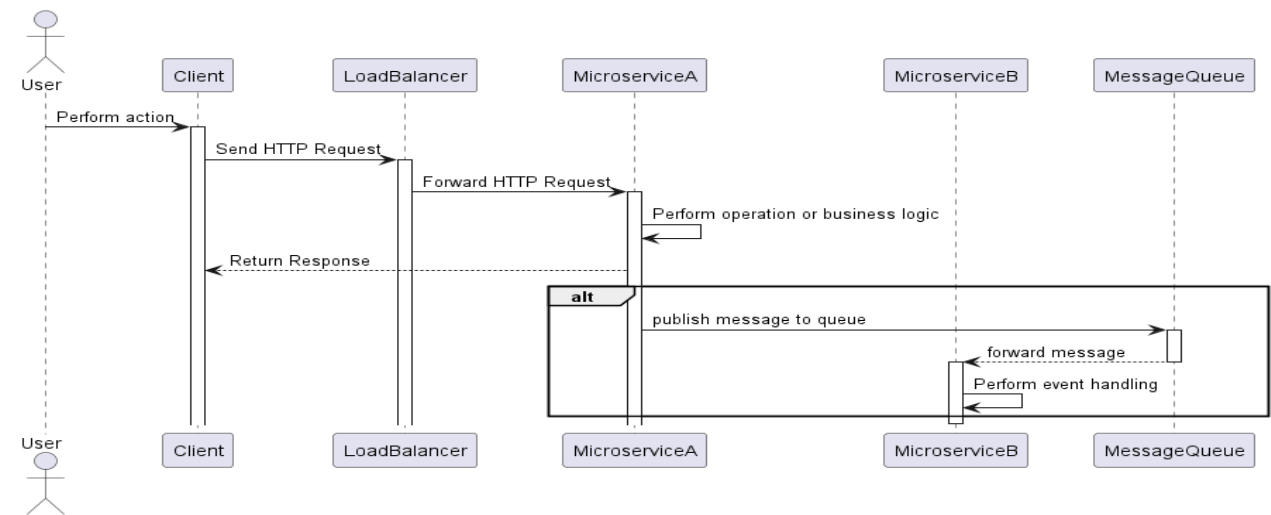 User
Client
LoadBalancer
MicroserviceA
MicroserviceB
MessageQueue
Perform action
Send HTTP Request
Forward HTTP Request
Perform operation or business logic
Return Response
alt
publish message to queue
forward message
Perform event handling
User
Client
LoadBalancer
MicroserviceA
MicroserviceB
MessageQueue